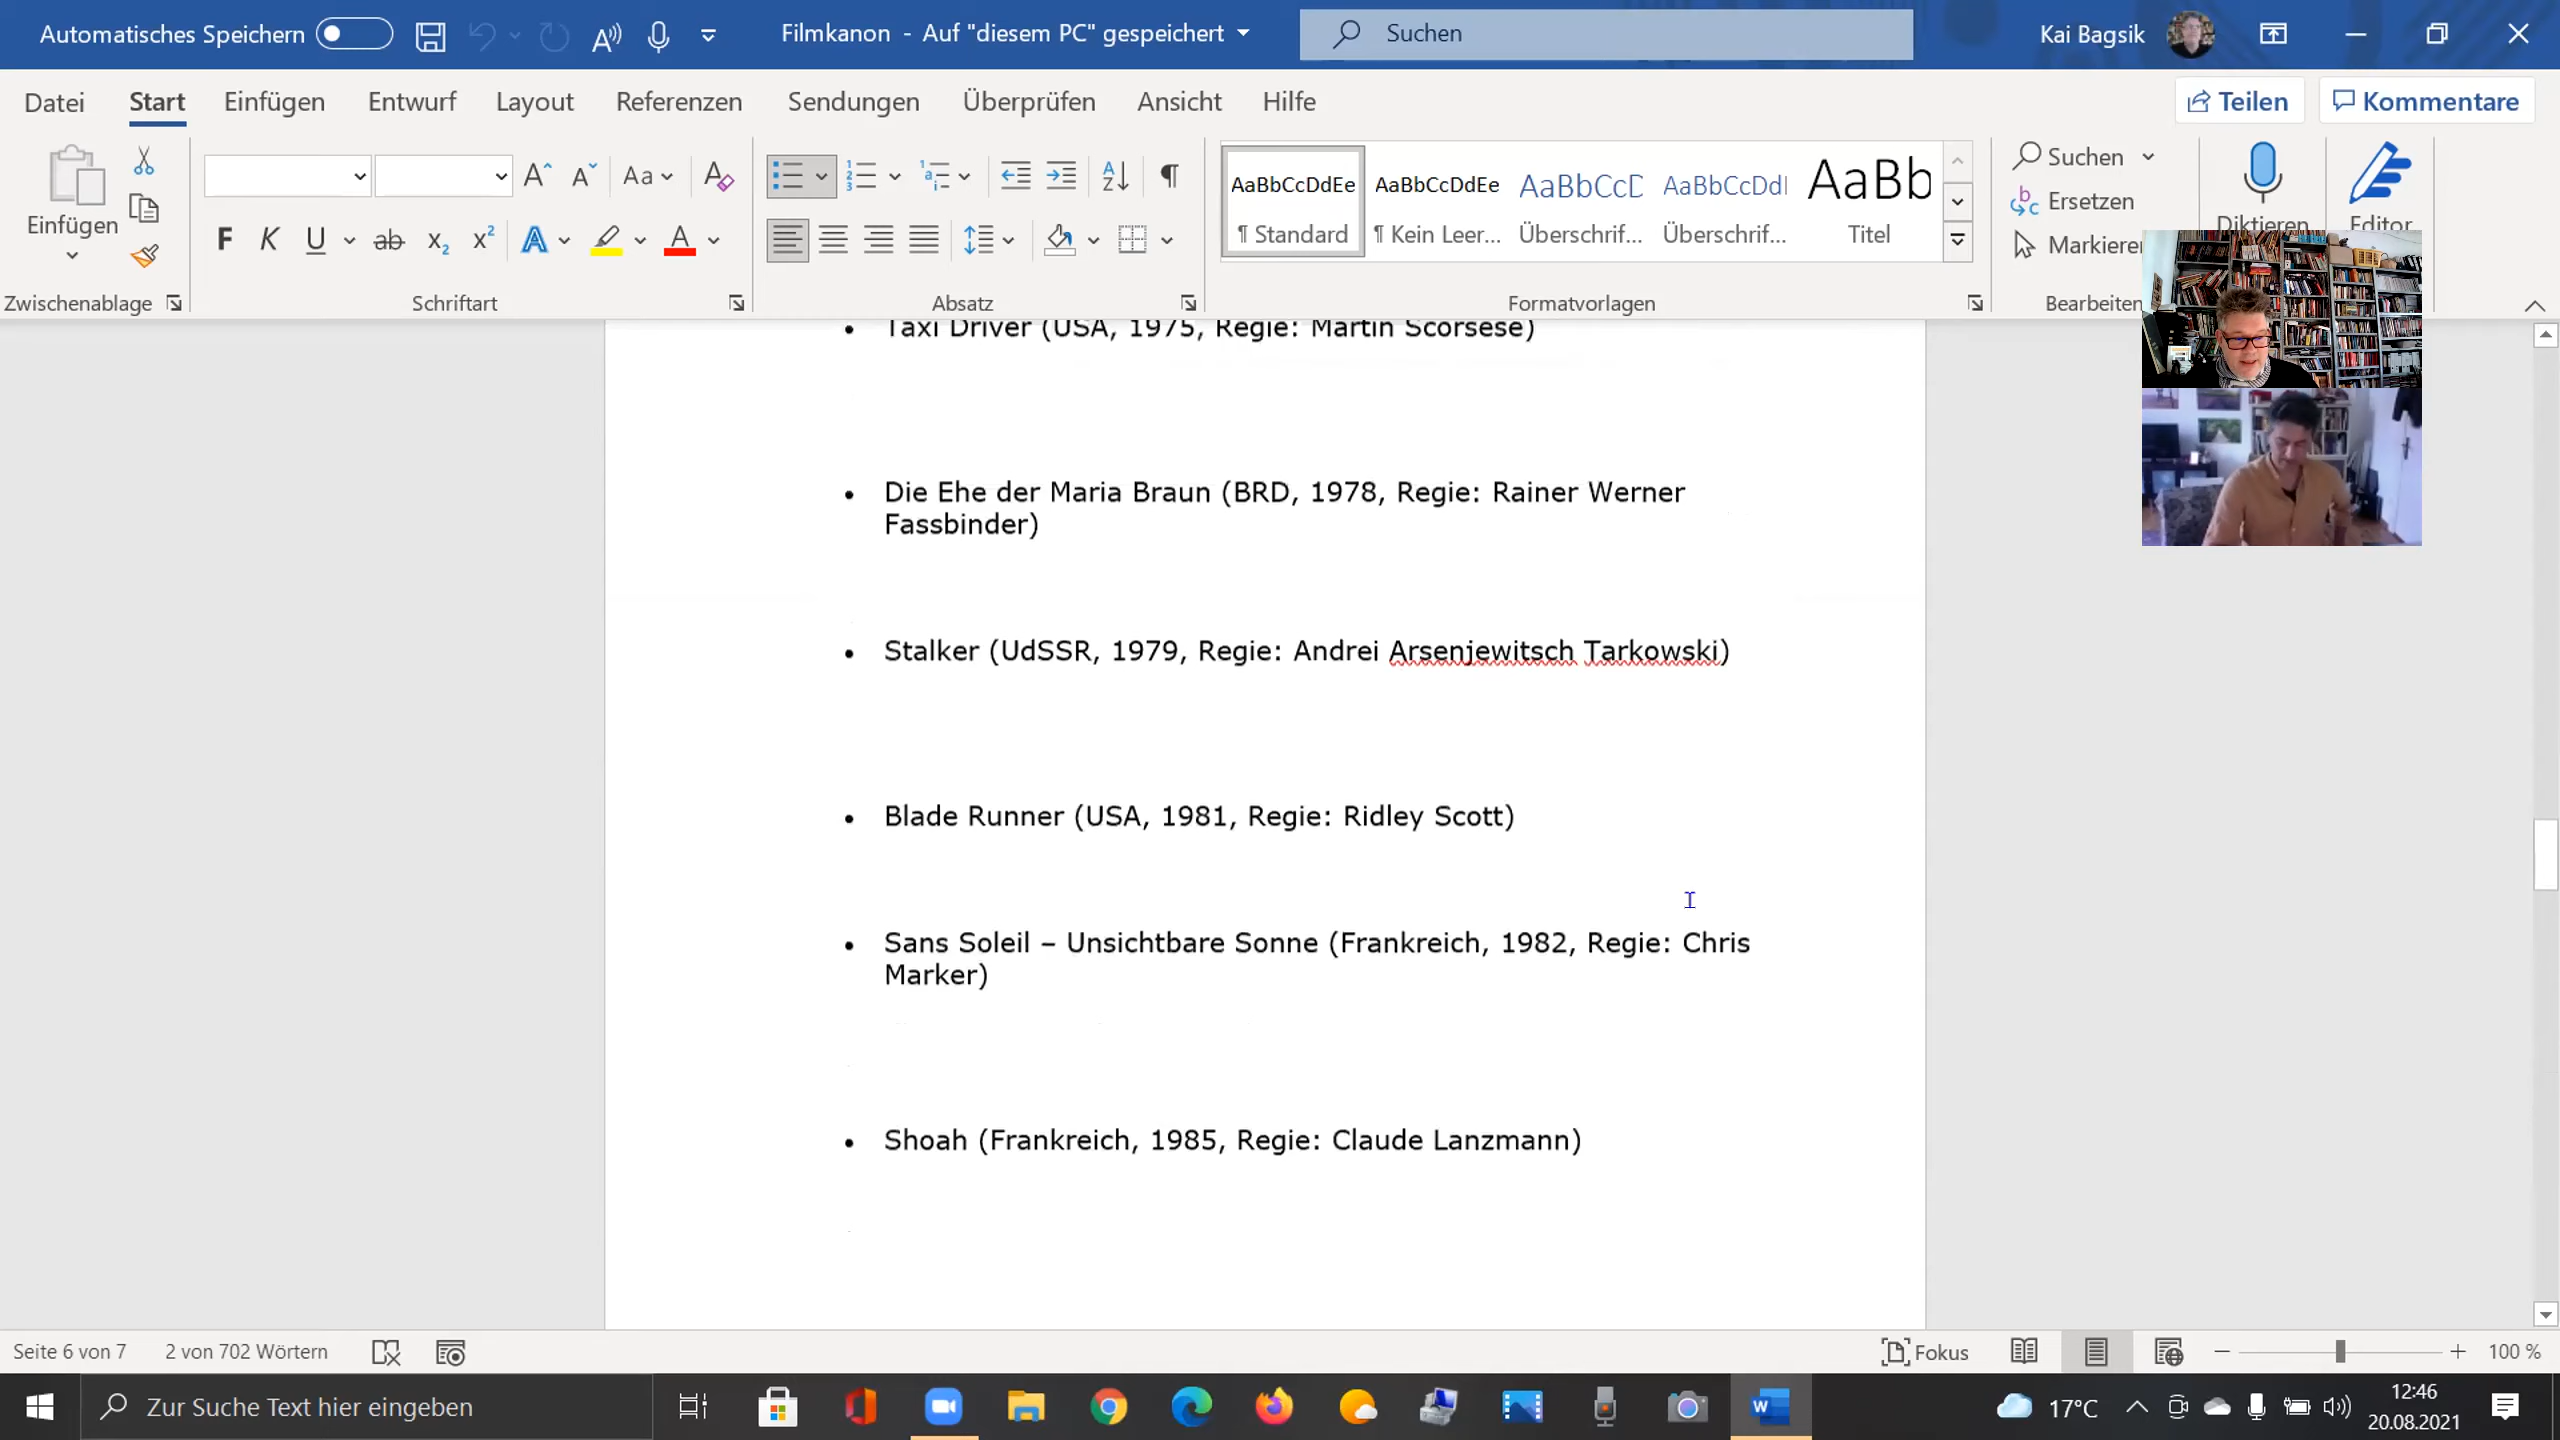 Automatisches Speichern
Filmkanon - Auf "diesem PC" gespeichert
Suchen
Kai Bagsik
Datei Start Einfügen Entwurf Layout Referenzen Sendungen Überprüfen Ansicht Hilfe
Teilen Kommentare
Einfügen
Zwischenablage
F K U ab x₂ x² A A
Aa
Schriftart
Absatz
AaBbCcDdEe AaBbCcDdEe AaBbCcD AaBbCcDdI AaBb
¶ Standard ¶ Kein Leer... Überschrif... Überschrif... Titel
Formatvorlagen
Suchen
Ersetzen
Markieren
Bearbeiten
Diktieren
Editor
• Taxi Driver (USA, 1975, Regie: Martin Scorsese)
• Die Ehe der Maria Braun (BRD, 1978, Regie: Rainer Werner
Fassbinder)
• Stalker (UdSSR, 1979, Regie: Andrei Arsenjewitsch Tarkowski)
• Blade Runner (USA, 1981, Regie: Ridley Scott)
• Sans Soleil – Unsichtbare Sonne (Frankreich, 1982, Regie: Chris
Marker)
• Shoah (Frankreich, 1985, Regie: Claude Lanzmann)
Seite 6 von 7 2 von 702 Wörtern
Fokus
100 %
Zur Suche Text hier eingeben
17°C
12:46
20.08.2021